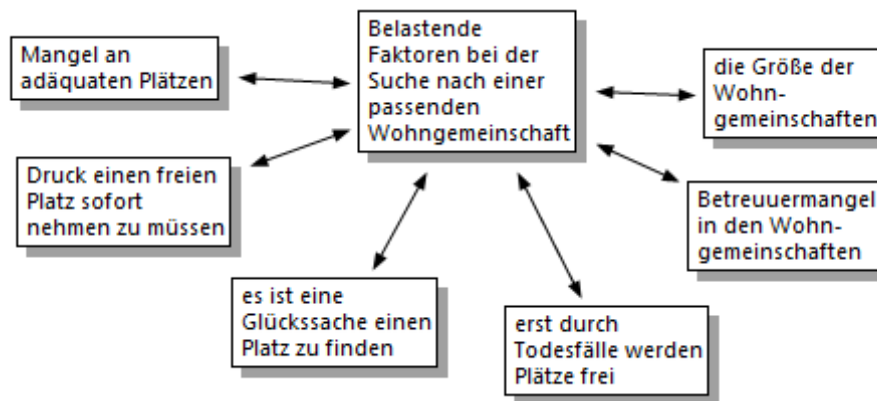 Belastende
Faktoren bei der
Suche nach einer
passenden
Wohngemeinschaft
Mangel an
adäquaten Plätzen
die Größe der
Wohn-
gemeinschaften
Druck einen freien
Platz sofort
nehmen zu müssen
Betreuuermangel
in den Wohn-
gemeinschaften
es ist eine
Glückssache einen
Platz zu finden
erst durch
Todesfälle werden
Plätze frei